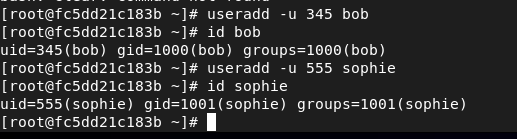 [root@fc5dd21c183b ~]# useradd -u 345 bob
[root@fc5dd21c183b ~]# id bob
uid=345(bob) gid=1000(bob) groups=1000(bob)
[root@fc5dd21c183b ~]# useradd -u 555 sophie
[root@fc5dd21c183b ~]# id sophie
uid=555(sophie) gid=1001(sophie) groups=1001(sophie)
[root@fc5dd21c183b ~]#